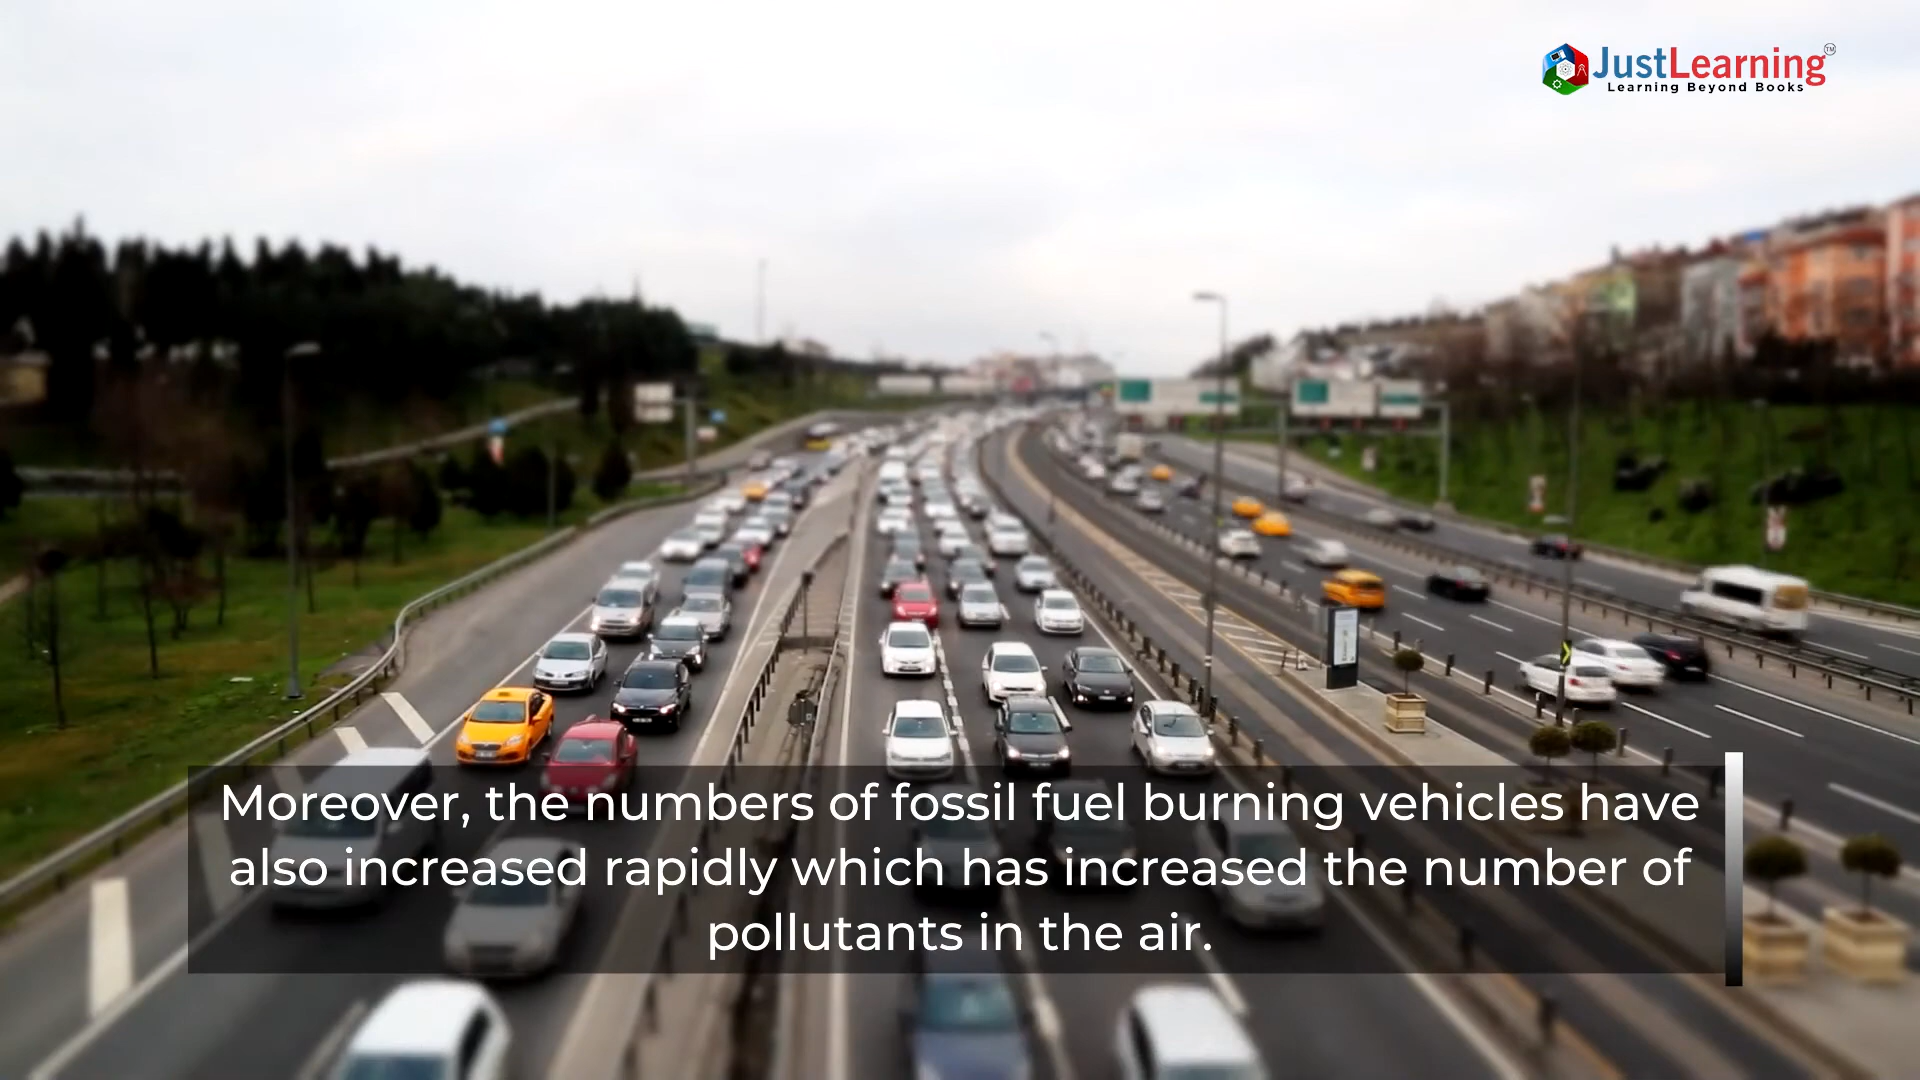 JustLearning TM
Learning Beyond Books
Moreover, the numbers of fossil fuel burning vehicles have
also increased rapidly which has increased the number of
pollutants in the air.